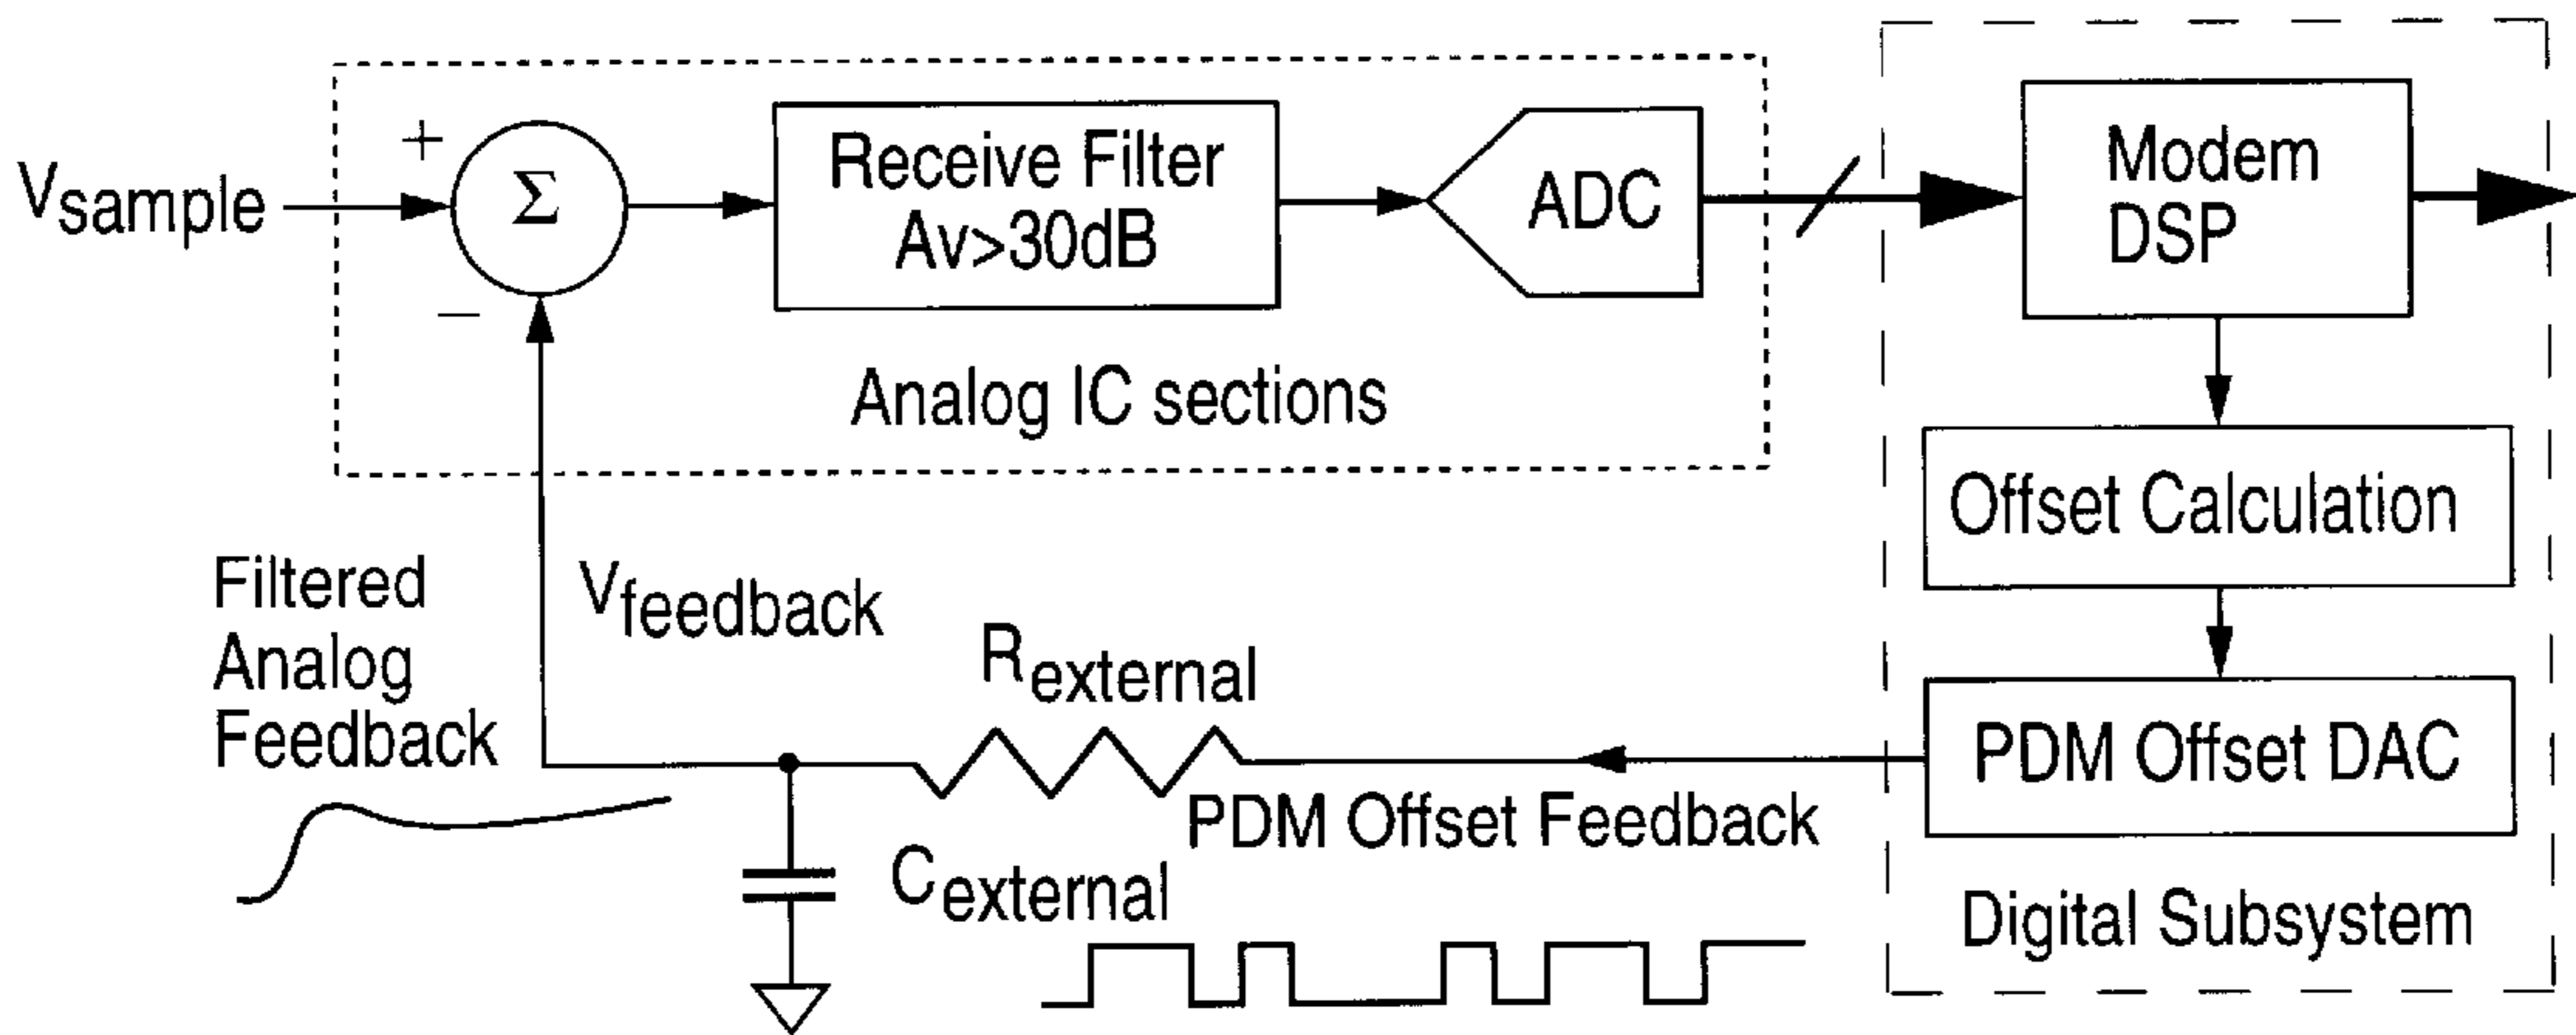 Vsample
+
Σ
−
Receive Filter
Av>30dB
ADC
Analog IC sections
Modem
DSP
Offset Calculation
PDM Offset DAC
Digital Subsystem
Filtered
Analog
Feedback
Vfeedback
Rexternal
PDM Offset Feedback
Cexternal